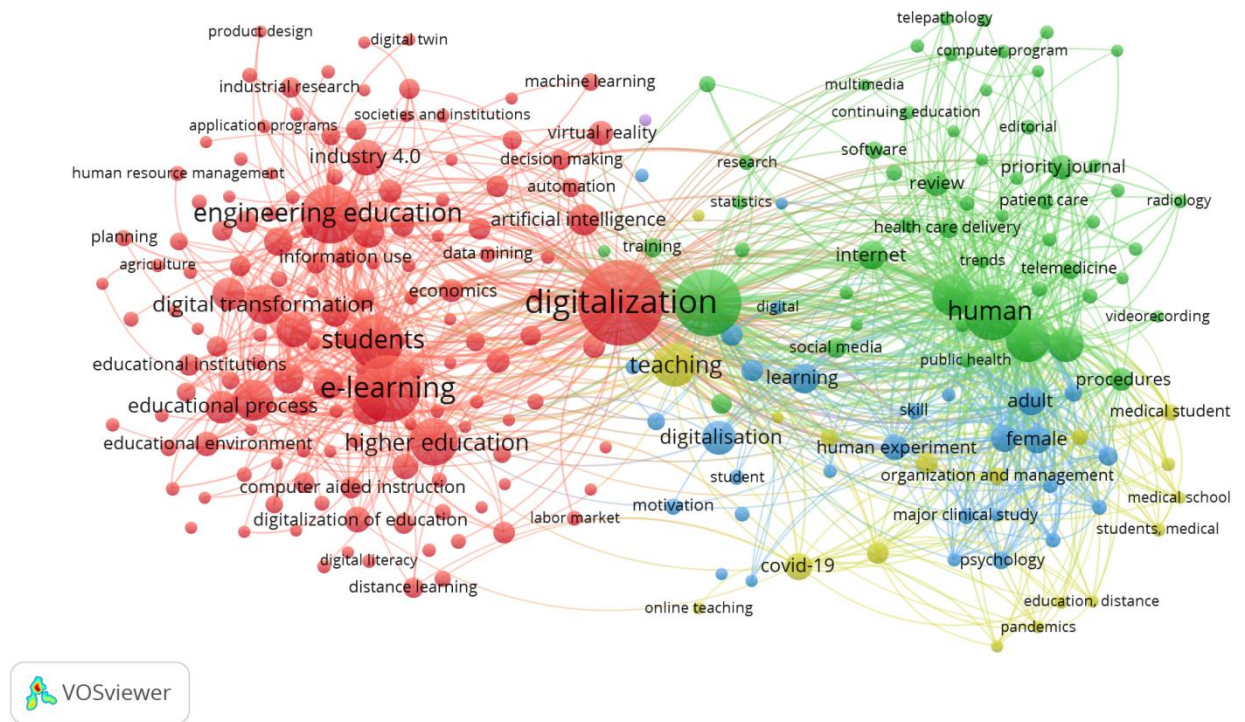 product design
digital twin
industrial research
machine learning
application programs
societies and institutions
industry 4.0
virtual reality
human resource management
decision making
automation
engineering education
artificial intelligence
planning
information use
data mining
agriculture
economics
digital transformation
students
educational institutions
e-learning
educational process
educational environment
higher education
computer aided instruction
digitalization of education
labor market
digital literacy
distance learning
digitalization
research
statistics
training
digital
teaching
social media
learning
digitalisation
student
motivation
covid-19
online teaching
telepathology
computer program
multimedia
continuing education
editorial
software
review
priority journal
patient care
radiology
health care delivery
internet
trends
telemedicine
human
videorecording
public health
procedures
skill
adult
medical student
human experiment
female
organization and management
medical school
major clinical study
students, medical
psychology
education, distance
pandemics
VOSviewer